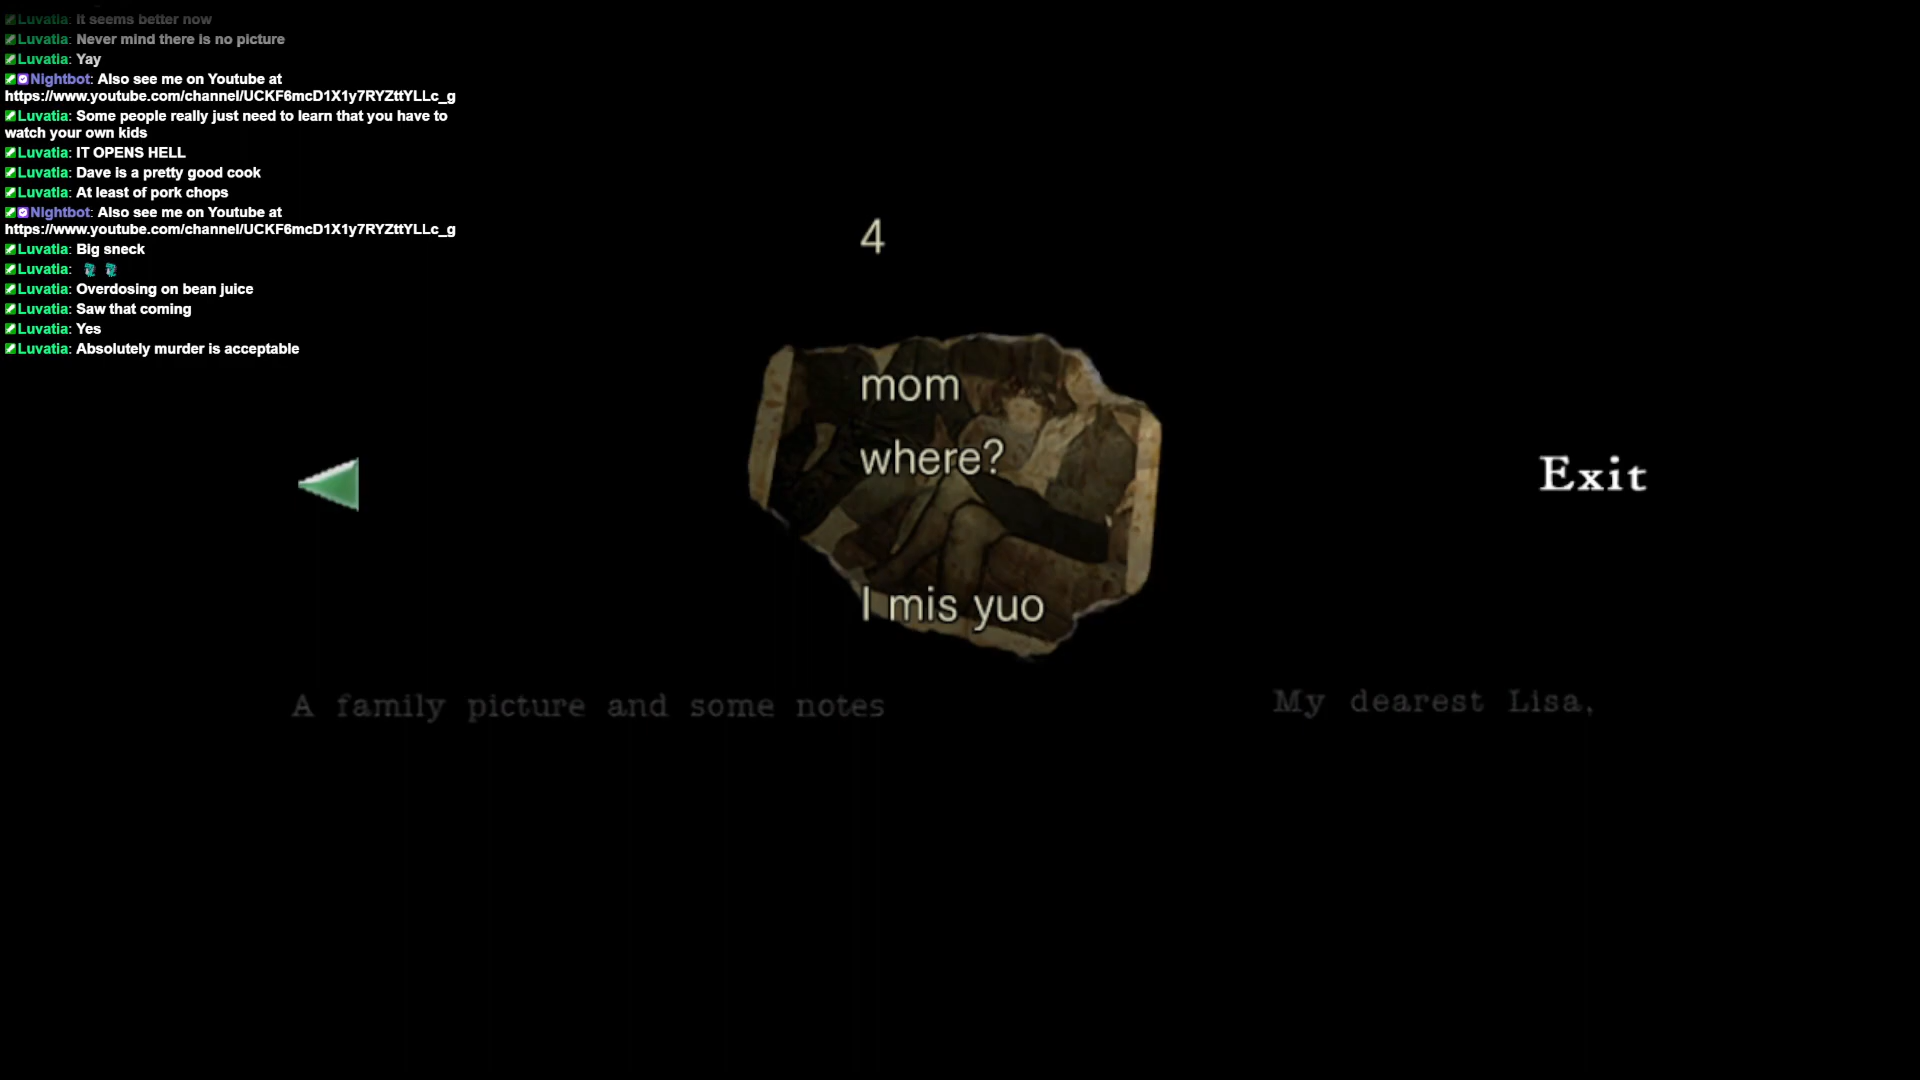 Luvatia: It seems better now
Luvatia: Never mind there is no picture
Luvatia: Yay
Nightbot: Also see me on Youtube at
https://www.youtube.com/channel/UCKF6mcD1X1y7RYZttYLLc_g
Luvatia: Some people really just need to learn that you have to
watch your own kids
Luvatia: IT OPENS HELL
Luvatia: Dave is a pretty good cook
Luvatia: At least of pork chops
Nightbot: Also see me on Youtube at
https://www.youtube.com/channel/UCKF6mcD1X1y7RYZttYLLc_g
Luvatia: Big sneck
Luvatia:
Luvatia: Overdosing on bean juice
Luvatia: Saw that coming
Luvatia: Yes
Luvatia: Absolutely murder is acceptable
4
mom
where?
I mis yuo
Exit
A family picture and some notes
My dearest Lisa,